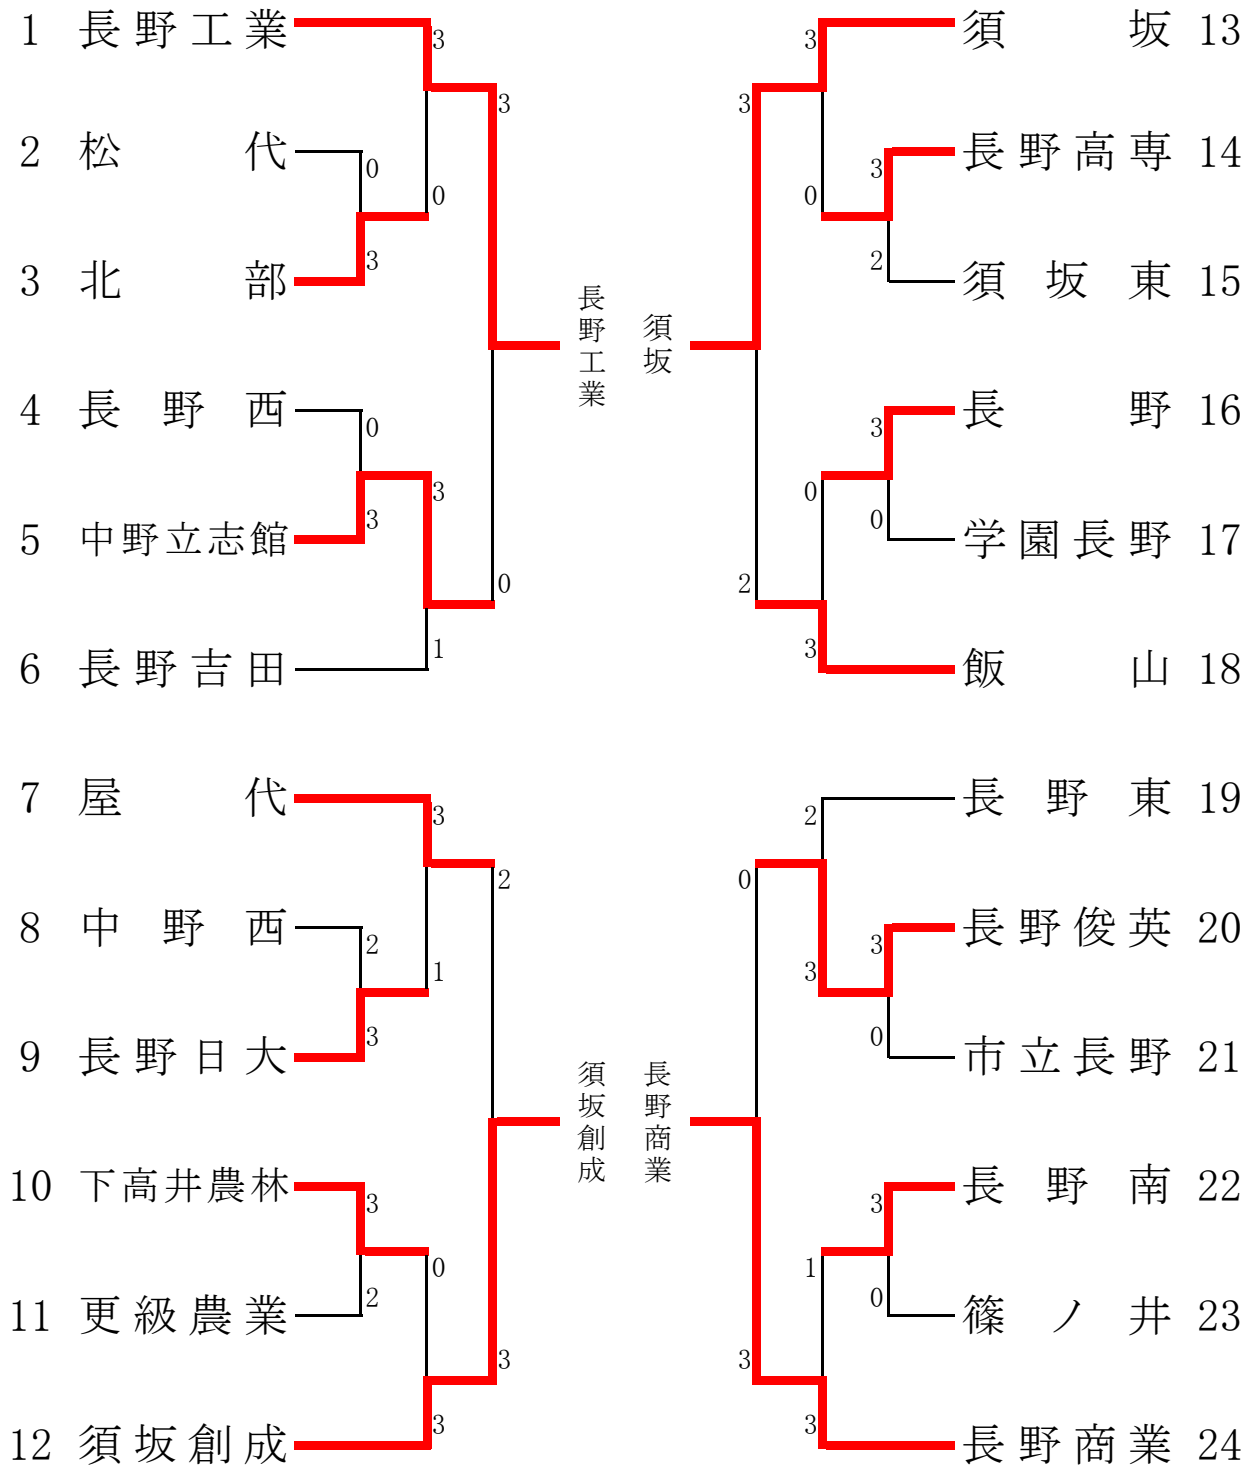 1 長野工業
2 松代
3 北部
4 長野西
5 中野立志館
6 長野吉田
7 屋代
8 中野西
9 長野日大
10 下高井農林
11 更級農業
12 須坂創成
3
0
3
0
3
0
3
3
1
3
0
3
2
3
1
3
2
0
3
2
3
長野工業
須坂
須坂創成
長野商業
3
3
3
0
2
3
0
0
2
3
2
0
3
3
0
3
1
0
3
3
須坂 13
長野高専 14
須坂東 15
長野 16
学園長野 17
飯山 18
長野東 19
長野俊英 20
市立長野 21
長野南 22
篠ノ井 23
長野商業 24